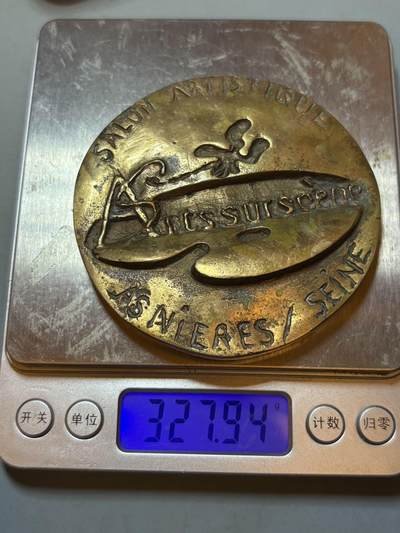 SALON ARTISTIQUE
Artssurscène
ASNIERES / SEINE
327.94 g
开/关
单位
计数
归零